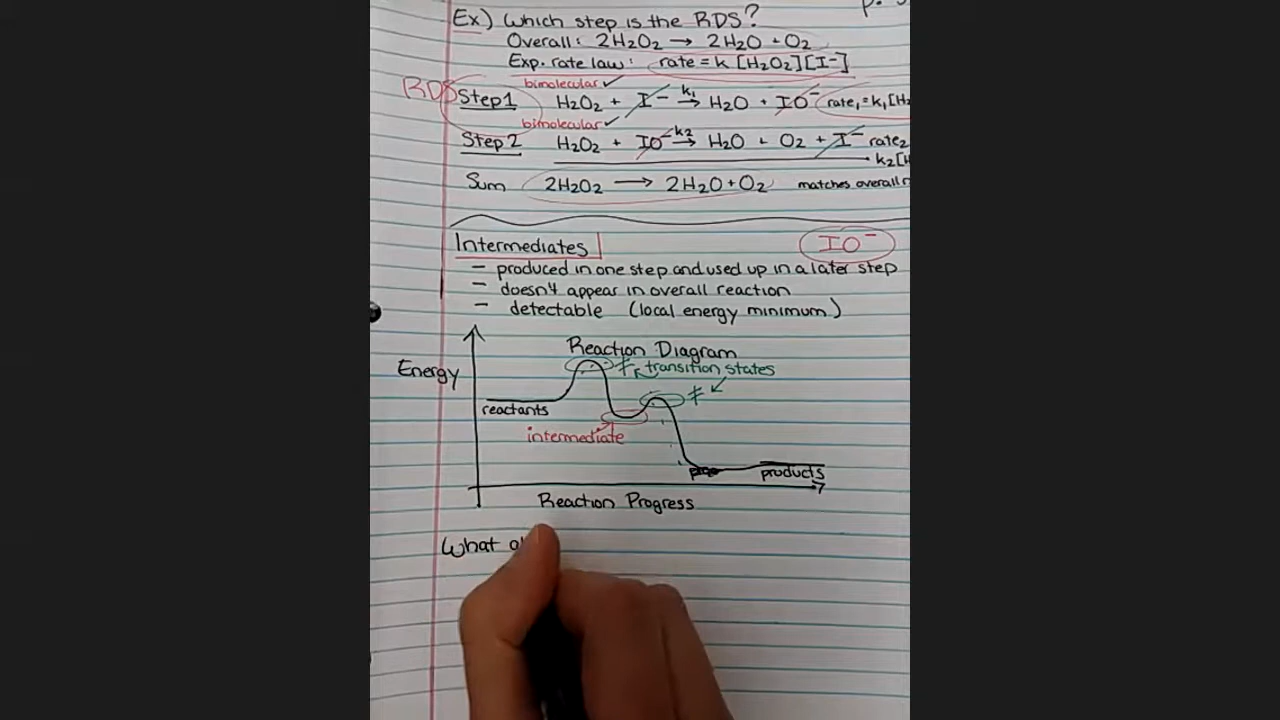 Ex) Which step is the RDS?
Overall: 2H₂O₂ → 2H₂O + O₂
Exp. rate law: rate = k [H₂O₂][I⁻]
bimolecular ✓
RDS Step 1 H₂O₂ + I⁻ →k₁ H₂O + IO⁻ rate₁ = k₁[H₂
bimolecular ✓
Step 2 H₂O₂ + IO⁻ →k₂ H₂O + O₂ + I⁻ rate₂
k₂[H
Sum 2H₂O₂ → 2H₂O + O₂ matches overall
Intermediates IO⁻
- produced in one step and used up in a later step
- doesn't appear in overall reaction
- detectable (local energy minimum)
Reaction Diagram
Energy ‡ transition states
‡
reactants
intermediate
products
Reaction Progress
What